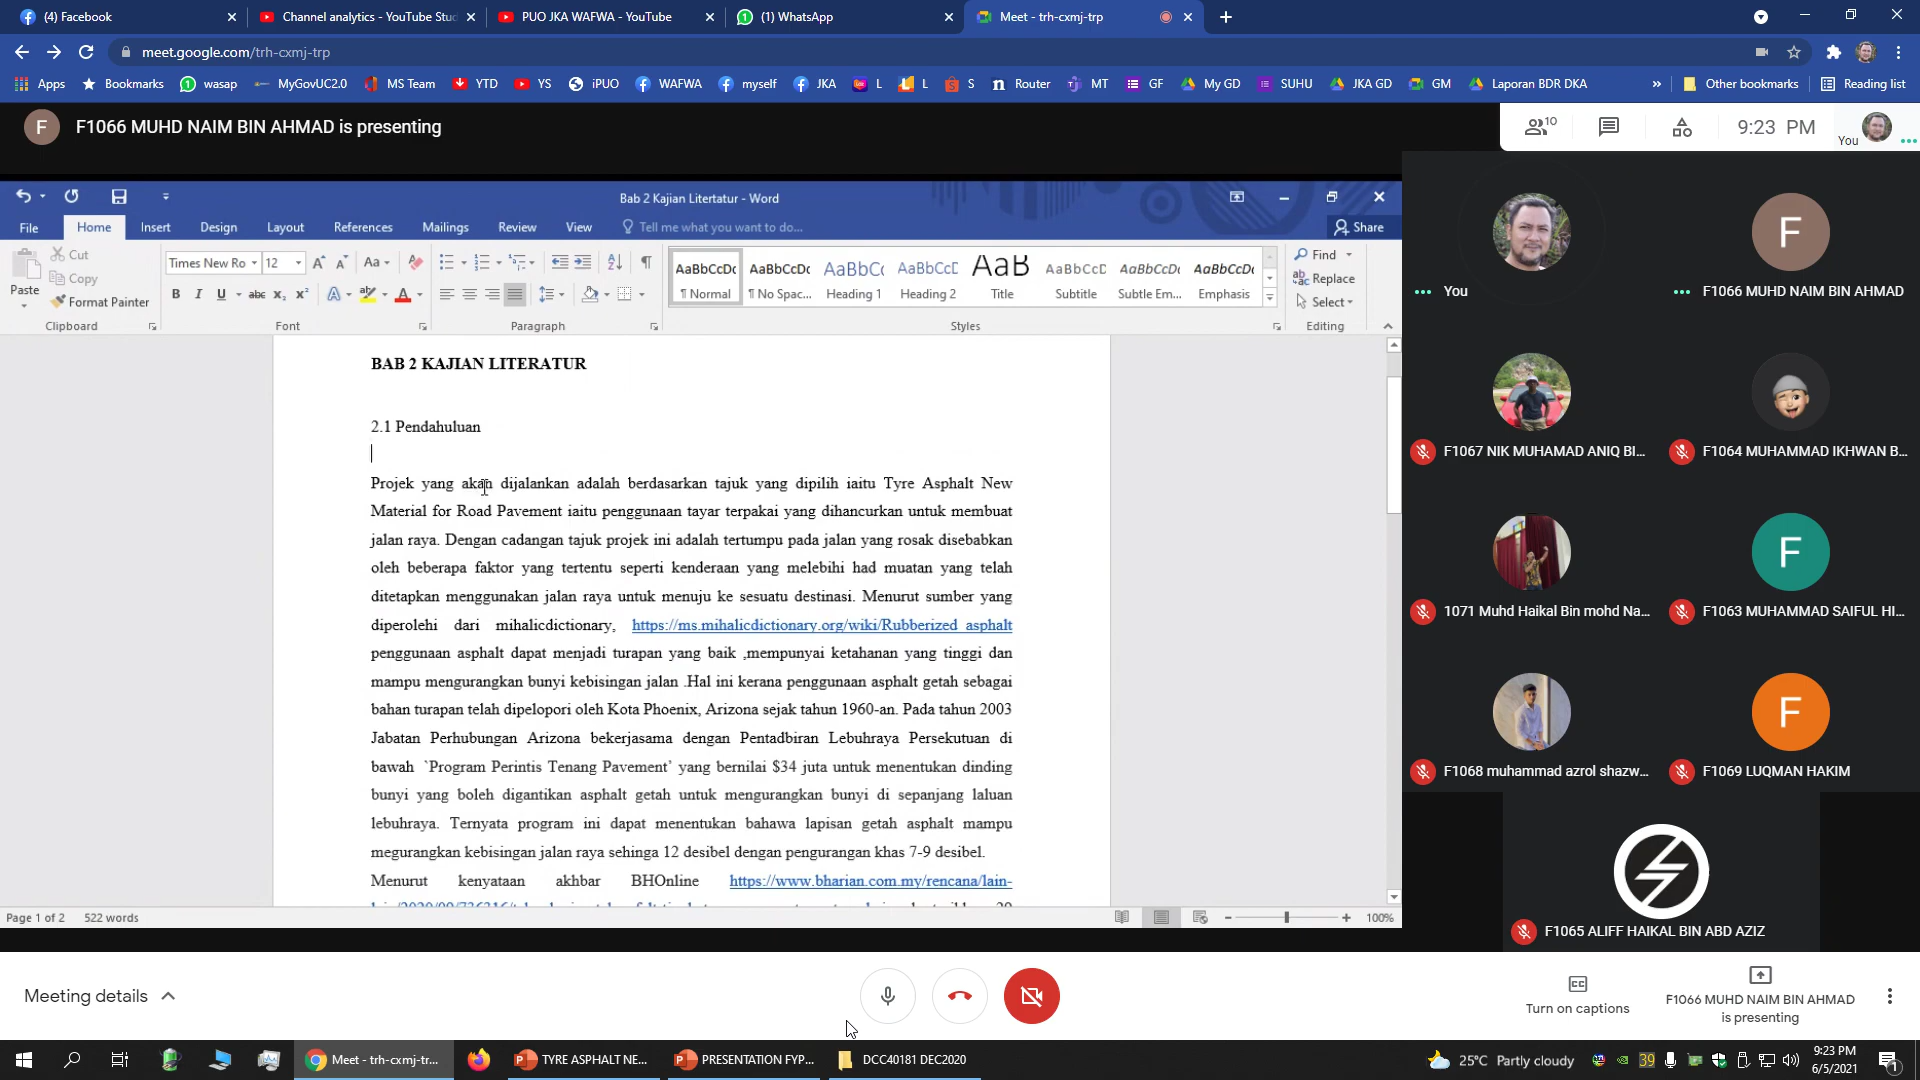 (4) Facebook
Channel analytics - YouTube Stud
PUO JKA WAFWA - YouTube
(1) WhatsApp
Meet - trh-cxmj-trp
meet.google.com/trh-cxmj-trp
Apps
Bookmarks
wasap
MyGovUC2.0
MS Team
YTD
YS
iPUO
WAFWA
myself
JKA
L
L
S
Router
MT
GF
My GD
SUHU
JKA GD
GM
Laporan BDR DKA
»
Other bookmarks
Reading list
F
F1066 MUHD NAIM BIN AHMAD is presenting
10
9:23 PM
You
Bab 2 Kajian Litertatur - Word
File
Home
Insert
Design
Layout
References
Mailings
Review
View
Tell me what you want to do...
Share
Paste
Cut
Copy
Format Painter
Clipboard
Times New Ro
12
Aa
B I U abc x₂ x²
A
A
Font
Paragraph
AaBbCcDc
¶ Normal
AaBbCcDc
¶ No Spac...
AaBbCc
Heading 1
AaBbCcE
Heading 2
AaB
Title
AaBbCcD
Subtitle
AaBbCcDc
Subtle Em...
AaBbCcDc
Emphasis
Styles
Find
Replace
Select
Editing
BAB 2 KAJIAN LITERATUR
2.1 Pendahuluan
Projek yang akan dijalankan adalah berdasarkan tajuk yang dipilih iaitu Tyre Asphalt New
Material for Road Pavement iaitu penggunaan tayar terpakai yang dihancurkan untuk membuat
jalan raya. Dengan cadangan tajuk projek ini adalah tertumpu pada jalan yang rosak disebabkan
oleh beberapa faktor yang tertentu seperti kenderaan yang melebihi had muatan yang telah
ditetapkan menggunakan jalan raya untuk menuju ke sesuatu destinasi. Menurut sumber yang
diperolehi dari mihalicdictionary, https://ms.mihalicdictionary.org/wiki/Rubberized_asphalt
penggunaan asphalt dapat menjadi turapan yang baik ,mempunyai ketahanan yang tinggi dan
mampu mengurangkan bunyi kebisingan jalan .Hal ini kerana penggunaan asphalt getah sebagai
bahan turapan telah dipelopori oleh Kota Phoenix, Arizona sejak tahun 1960-an. Pada tahun 2003
Jabatan Perhubungan Arizona bekerjasama dengan Pentadbiran Lebuhraya Persekutuan di
bawah `Program Perintis Tenang Pavement’ yang bernilai $34 juta untuk menentukan dinding
bunyi yang boleh digantikan asphalt getah untuk mengurangkan bunyi di sepanjang laluan
lebuhraya. Ternyata program ini dapat menentukan bahawa lapisan getah asphalt mampu
megurangkan kebisingan jalan raya sehinga 12 desibel dengan pengurangan khas 7-9 desibel.
Menurut kenyataan akhbar BHOnline https://www.bharian.com.my/rencana/lain-
Page 1 of 2
522 words
100%
You
F
F1066 MUHD NAIM BIN AHMAD
F1067 NIK MUHAMAD ANIQ BI...
F1064 MUHAMMAD IKHWAN B...
1071 Muhd Haikal Bin mohd Na...
F
F1063 MUHAMMAD SAIFUL HI...
F1068 muhammad azrol shazw...
F
F1069 LUQMAN HAKIM
F1065 ALIFF HAIKAL BIN ABD AZIZ
Meeting details
Turn on captions
F1066 MUHD NAIM BIN AHMAD
is presenting
Meet - trh-cxmj-tr...
TYRE ASPHALT NE...
PRESENTATION FYP...
DCC40181 DEC2020
25°C Partly cloudy
39
9:23 PM
6/5/2021
1